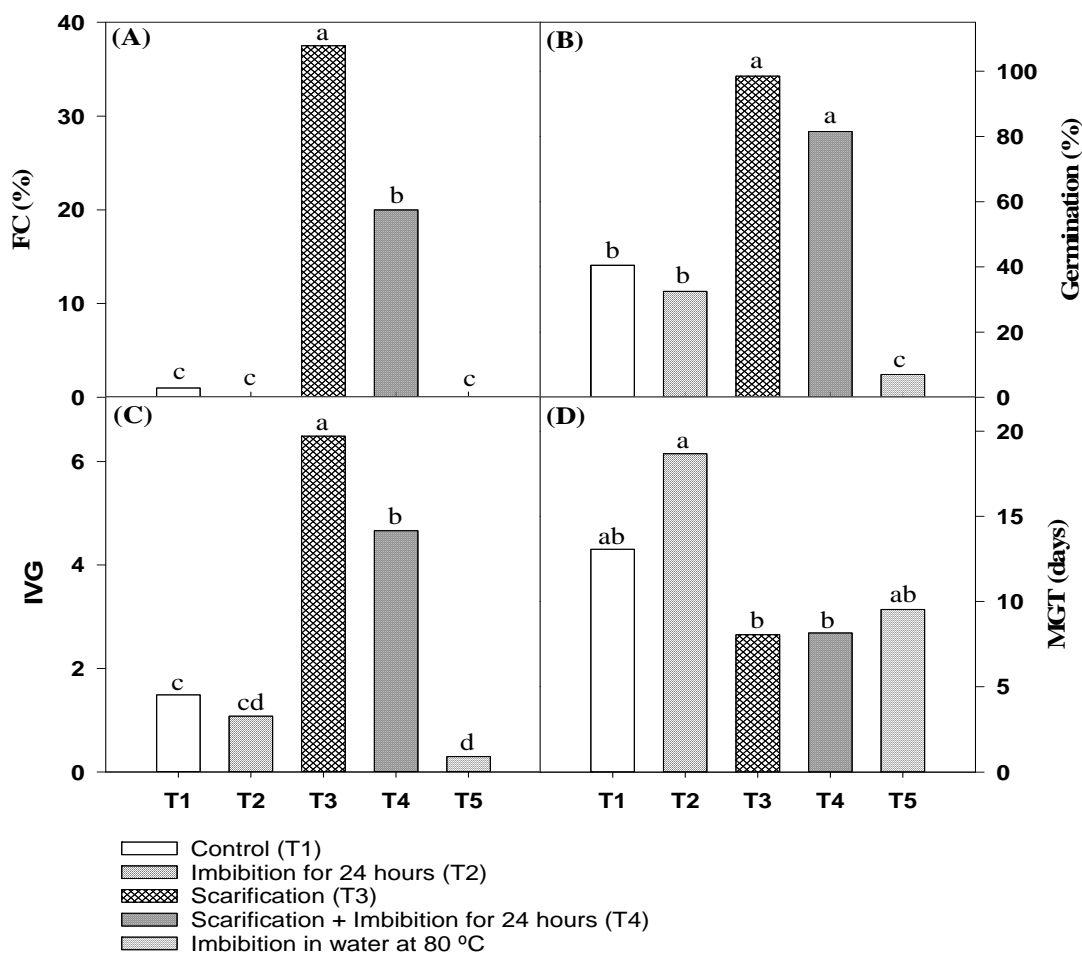 (A)
40
30
20
10
0
FC (%)
c
c
a
b
c
(B)
100
80
60
40
20
0
Germination (%)
b
b
a
a
c
(C)
6
4
2
0
IVG
c
cd
a
b
d
T1 T2 T3 T4 T5
(D)
20
15
10
5
0
MGT (days)
ab
a
b
b
ab
T1 T2 T3 T4 T5
Control (T1)
Imbibition for 24 hours (T2)
Scarification (T3)
Scarification + Imbibition for 24 hours (T4)
Imbibition in water at 80 ºC